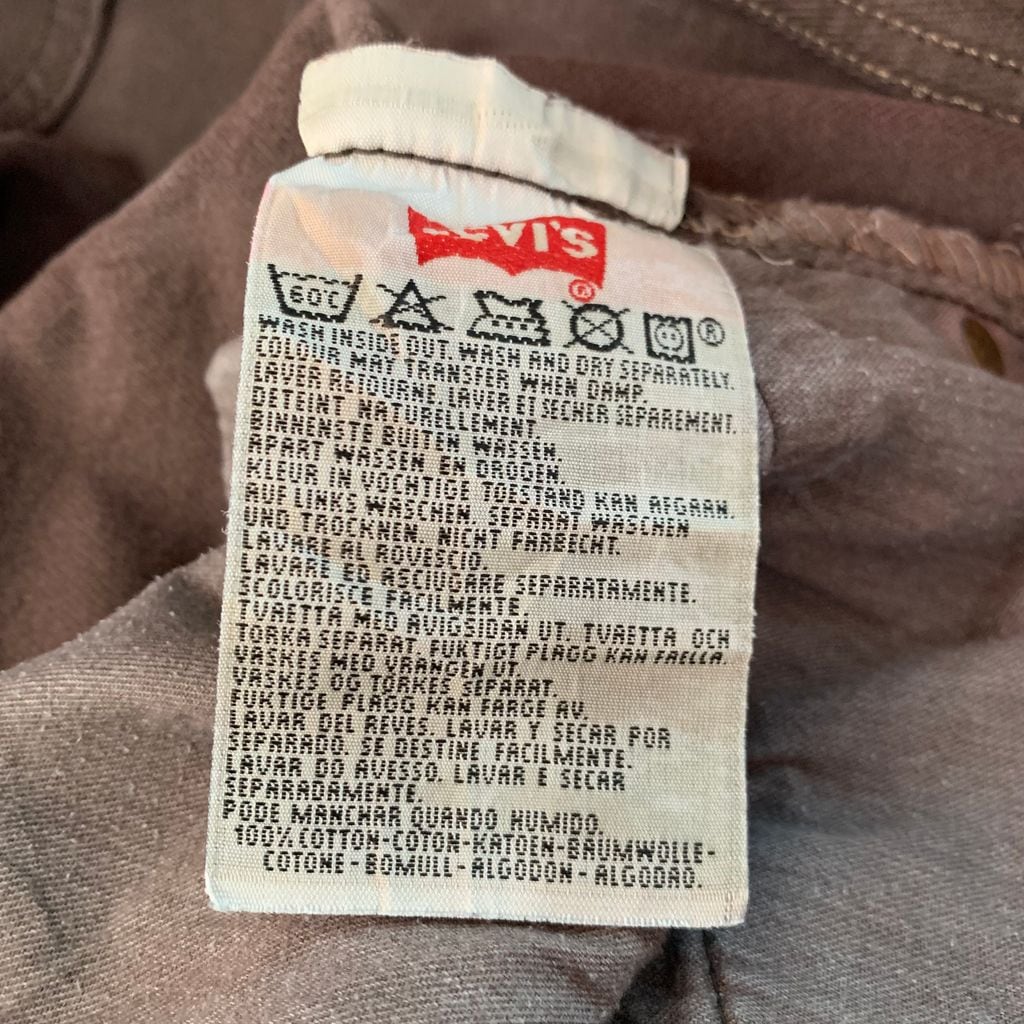 LEVI'S
®
60°C
®
WASH INSIDE OUT. WASH AND DRY SEPARATELY.
COLOUR MAY TRANSFER WHEN DAMP.
LAVER RETOURNE. LAVER ET SECHER SEPAREMENT.
DETEINT NATURELLEMENT.
BINNENSTE BUITEN WASSEN.
APART WASSEN EN DROGEN.
KLEUR IN VOCHTIGE TOESTAND KAN AFGAAN.
AUF LINKS WASCHEN. SEPARAT WASCHEN
UND TROCKNEN. NICHT FARBECHT.
LAVARE AL ROVESCIO.
LAVARE ED ASCIUGARE SEPARATAMENTE.
SCOLORISCE FACILMENTE.
TVAETTA MED AVIGSIDAN UT. TVAETTA OCH
TORKA SEPARAT. FUKTIGT PLAGG KAN FAELLA.
VASKES MED VRANGEN UT.
VASKES OG TORKES SEPARAT.
FUKTIGE PLAGG KAN FARGE AV.
LAVAR DEL REVES. LAVAR Y SECAR POR
SEPARADO. SE DESTINE FACILMENTE.
LAVAR DO AVESSO. LAVAR E SECAR
SEPARADAMENTE.
PODE MANCHAR QUANDO HUMIDO.
100% COTTON-COTON-KATOEN-BAUMWOLLE-
COTONE-BOMULL-ALGODON-ALGODAO.